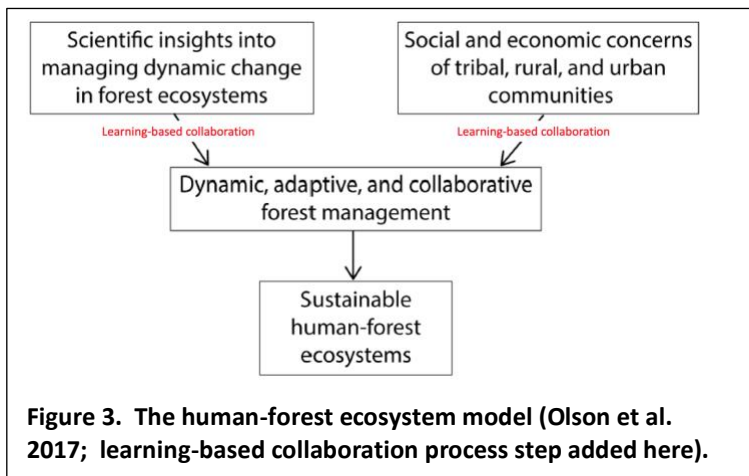 Scientific insights into
managing dynamic change
in forest ecosystems
Social and economic concerns
of tribal, rural, and urban
communities
Learning-based collaboration
Learning-based collaboration
Dynamic, adaptive, and collaborative
forest management
Sustainable
human-forest
ecosystems
Figure 3. The human-forest ecosystem model (Olson et al.
2017; learning-based collaboration process step added here).